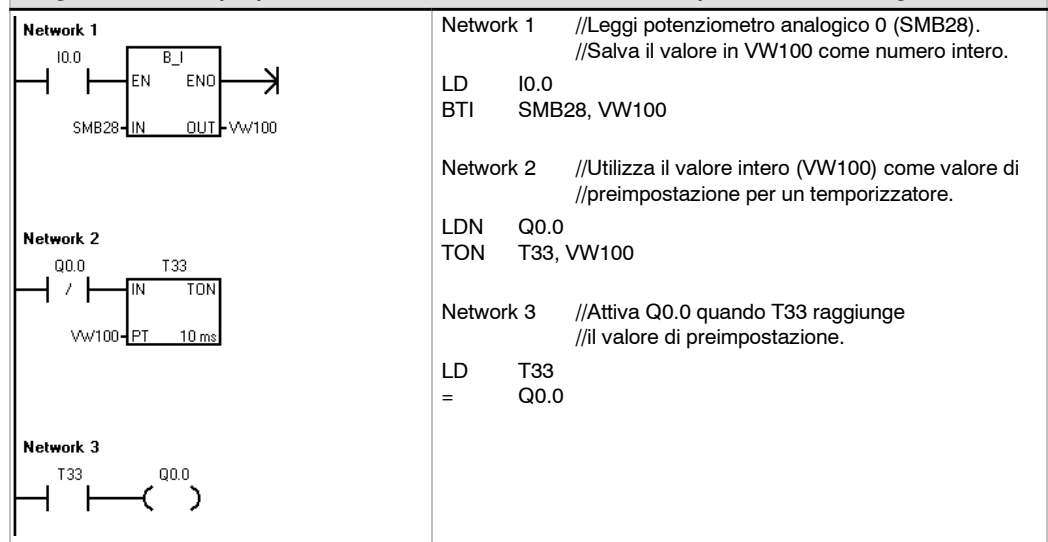 Network 1
I0.0
B_I
EN ENO
SMB28 IN OUT VW100
Network 2
Q0.0 T33
/ IN TON
VW100 PT 10 ms
Network 3
T33 Q0.0
Network 1 //Leggi potenziometro analogico 0 (SMB28).
//Salva il valore in VW100 come numero intero.
LD I0.0
BTI SMB28, VW100
Network 2 //Utilizza il valore intero (VW100) come valore di
//preimpostazione per un temporizzatore.
LDN Q0.0
TON T33, VW100
Network 3 //Attiva Q0.0 quando T33 raggiunge
//il valore di preimpostazione.
LD T33
= Q0.0